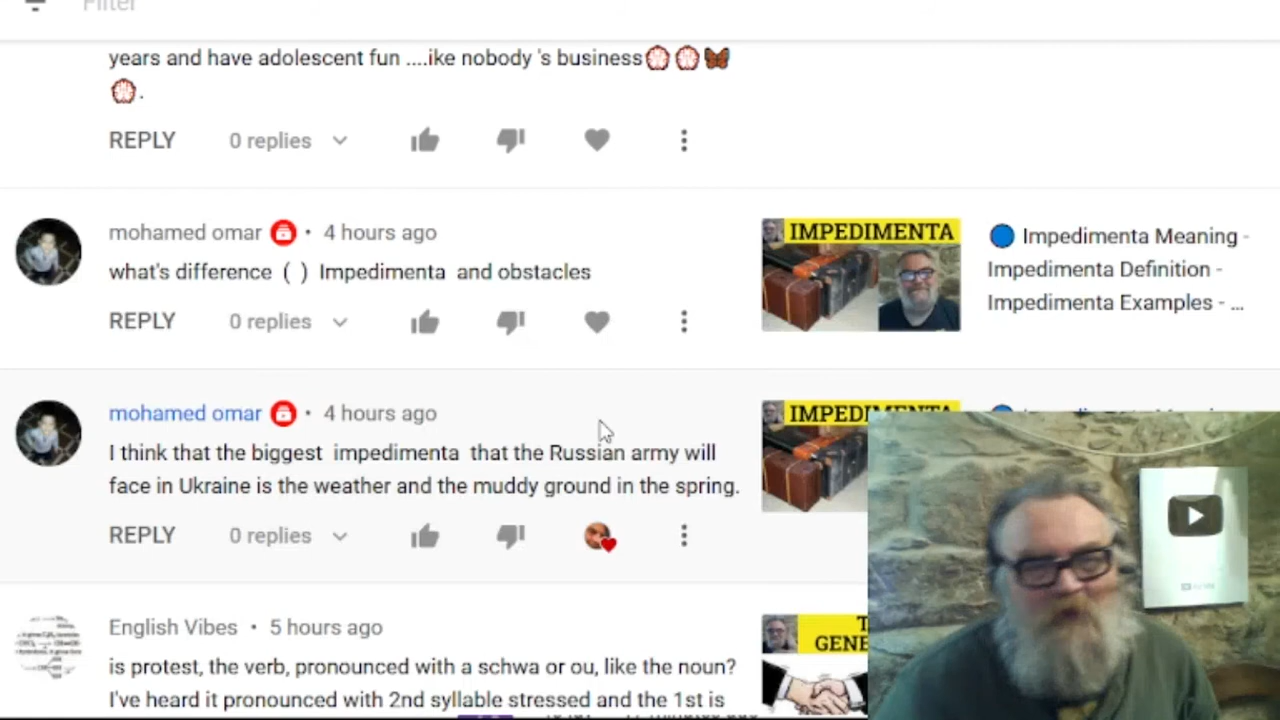 Filter
years and have adolescent fun ....ike nobody 's business
.
REPLY 0 replies
mohamed omar • 4 hours ago
what's difference ( ) Impedimenta and obstacles
REPLY 0 replies
IMPEDIMENTA
Impedimenta Meaning -
Impedimenta Definition -
Impedimenta Examples - ...
mohamed omar • 4 hours ago
I think that the biggest impedimenta that the Russian army will
face in Ukraine is the weather and the muddy ground in the spring.
REPLY 0 replies
IMPEDIMENTA
English Vibes • 5 hours ago
is protest, the verb, pronounced with a schwa or ou, like the noun?
I've heard it pronounced with 2nd syllable stressed and the 1st is